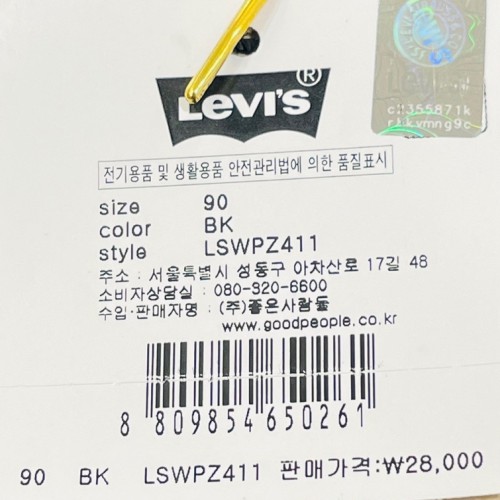 Levi's®
cll355871k
rkkvmng9c
전기용품 및 생활용품 안전관리법에 의한 품질표시
size 90
color BK
style LSWPZ411
주소 : 서울특별시 성동구 아차산로 17길 48
소비자상담실 : 080-320-6600
수입·판매자명 : (주)좋은사람들
www.goodpeople.co.kr
8 809854 650261
90 BK LSWPZ411 판매가격:₩28,000